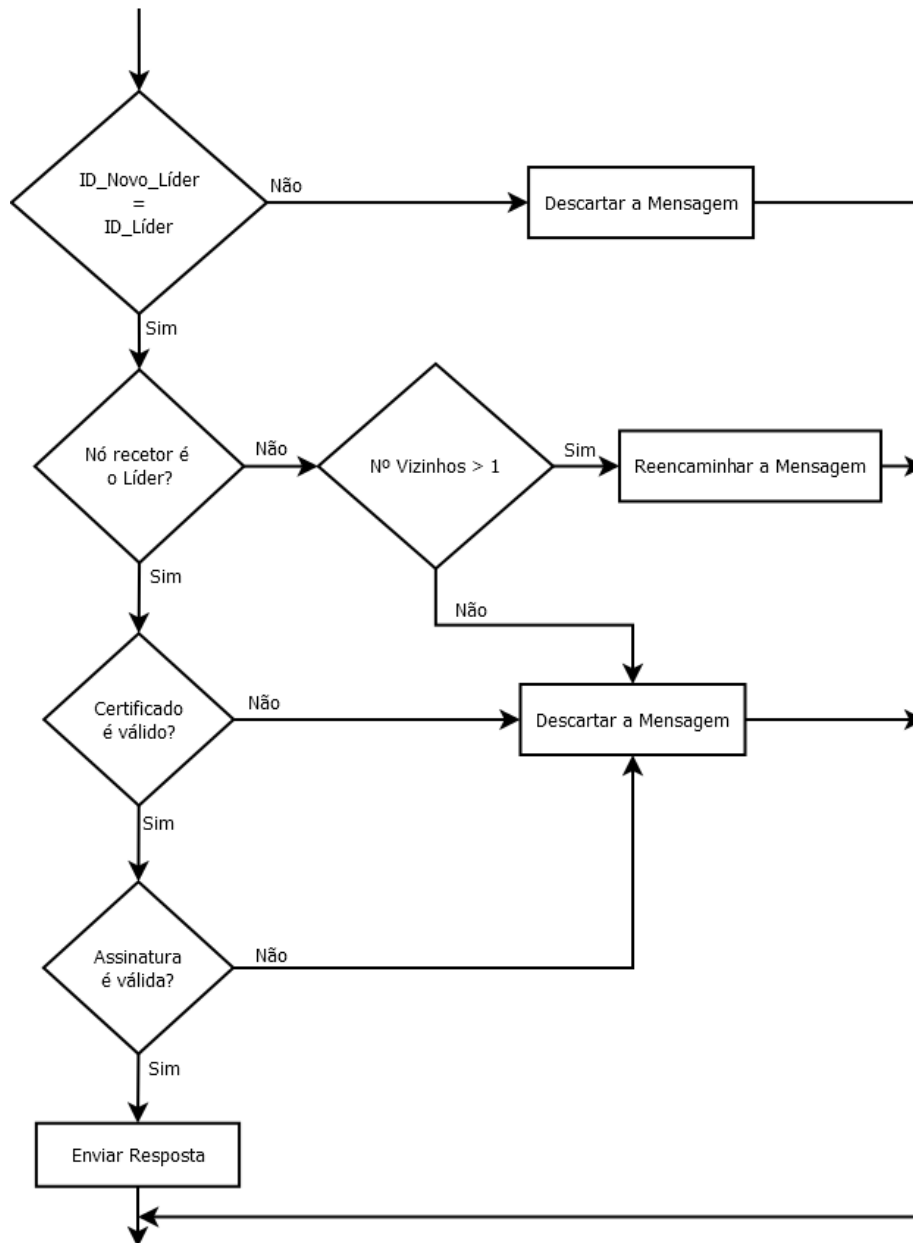 ID_Novo_Líder
=
ID_Líder
Não
Descartar a Mensagem
Sim
Nó recetor é
o Líder?
Não
Nº Vizinhos > 1
Sim
Reencaminhar a Mensagem
Sim
Não
Certificado
é válido?
Não
Descartar a Mensagem
Sim
Assinatura
é válida?
Não
Sim
Enviar Resposta